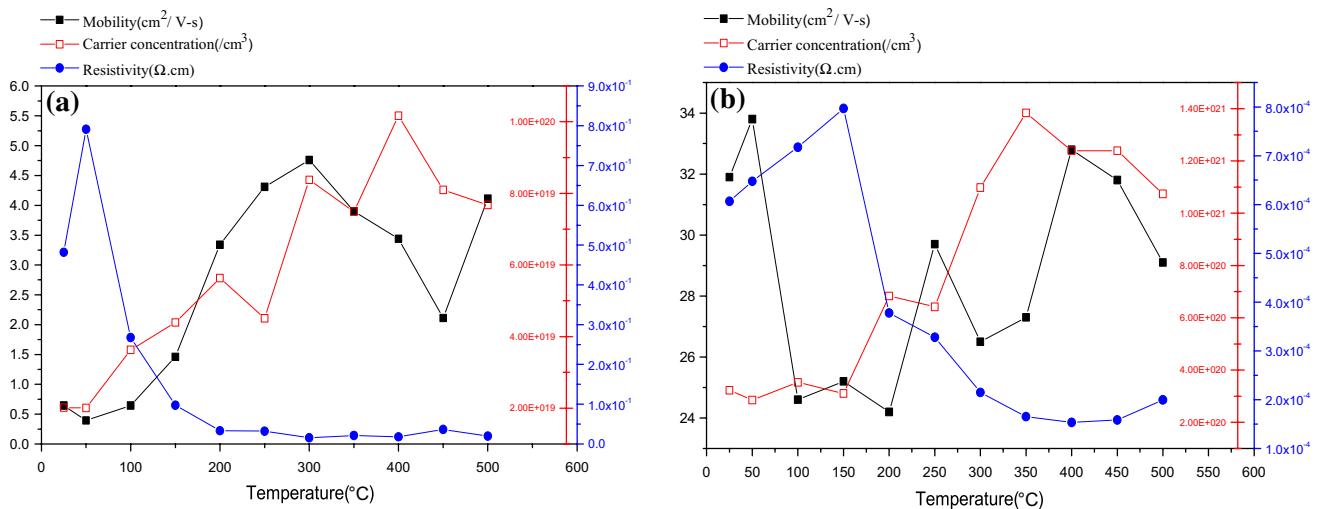 Mobility(cm²/ V-s)
Carrier concentration(/cm³)
Resistivity(Ω.cm)
(a)
6.0
5.5
5.0
4.5
4.0
3.5
3.0
2.5
2.0
1.5
1.0
0.5
0.0
1.00E+020
8.00E+019
6.00E+019
4.00E+019
2.00E+019
9.0x10⁻¹
8.0x10⁻¹
7.0x10⁻¹
6.0x10⁻¹
5.0x10⁻¹
4.0x10⁻¹
3.0x10⁻¹
2.0x10⁻¹
1.0x10⁻¹
0.0
0 100 200 300 400 500 600
Temperature(°C)
Mobility(cm²/ V-s)
Carrier concentration(/cm³)
Resistivity(Ω.cm)
(b)
34
32
30
28
26
24
1.40E+021
1.20E+021
1.00E+021
8.00E+020
6.00E+020
4.00E+020
2.00E+020
8.0x10⁻⁴
7.0x10⁻⁴
6.0x10⁻⁴
5.0x10⁻⁴
4.0x10⁻⁴
3.0x10⁻⁴
2.0x10⁻⁴
1.0x10⁻⁴
0 50 100 150 200 250 300 350 400 450 500 550 600
Temperature(°C)